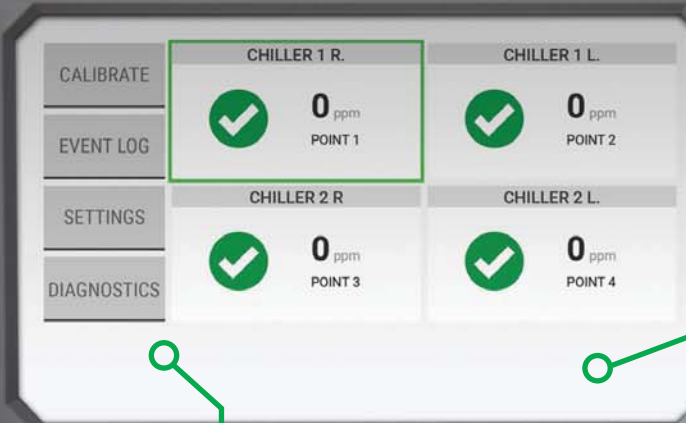 CALIBRATE
EVENT LOG
SETTINGS
DIAGNOSTICS
CHILLER 1 R.
0 ppm
POINT 1
CHILLER 1 L.
0 ppm
POINT 2
CHILLER 2 R
0 ppm
POINT 3
CHILLER 2 L.
0 ppm
POINT 4